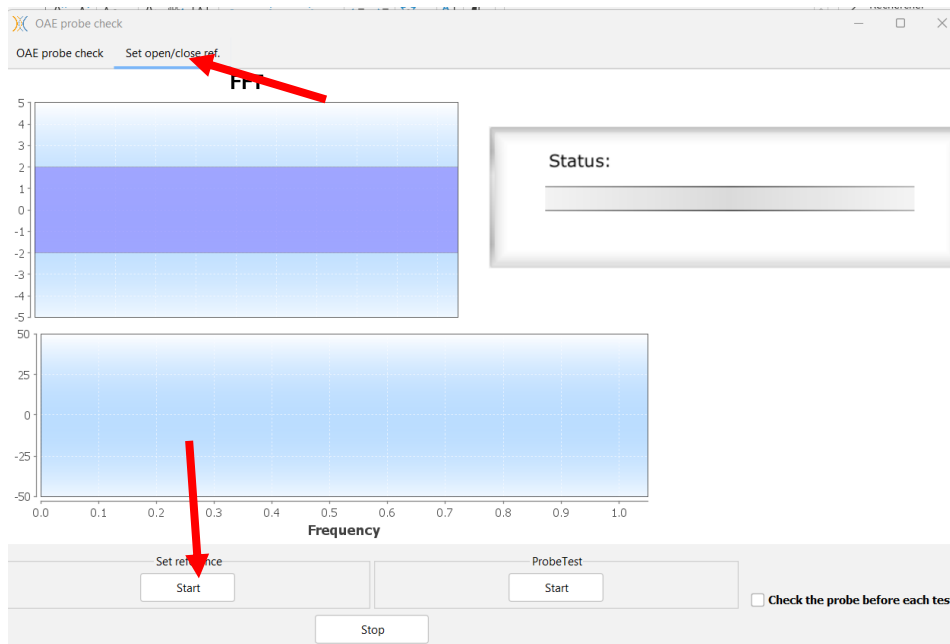 OAE probe check
OAE probe check Set open/close ref.
FFT
5
4
3
2
1
0
-1
-2
-3
-4
-5
Status:
50
25
0
-25
-50
0.0 0.1 0.2 0.3 0.4 0.5 0.6 0.7 0.8 0.9 1.0
Frequency
Set reference ProbeTest
Start Start
Check the probe before each tes
Stop